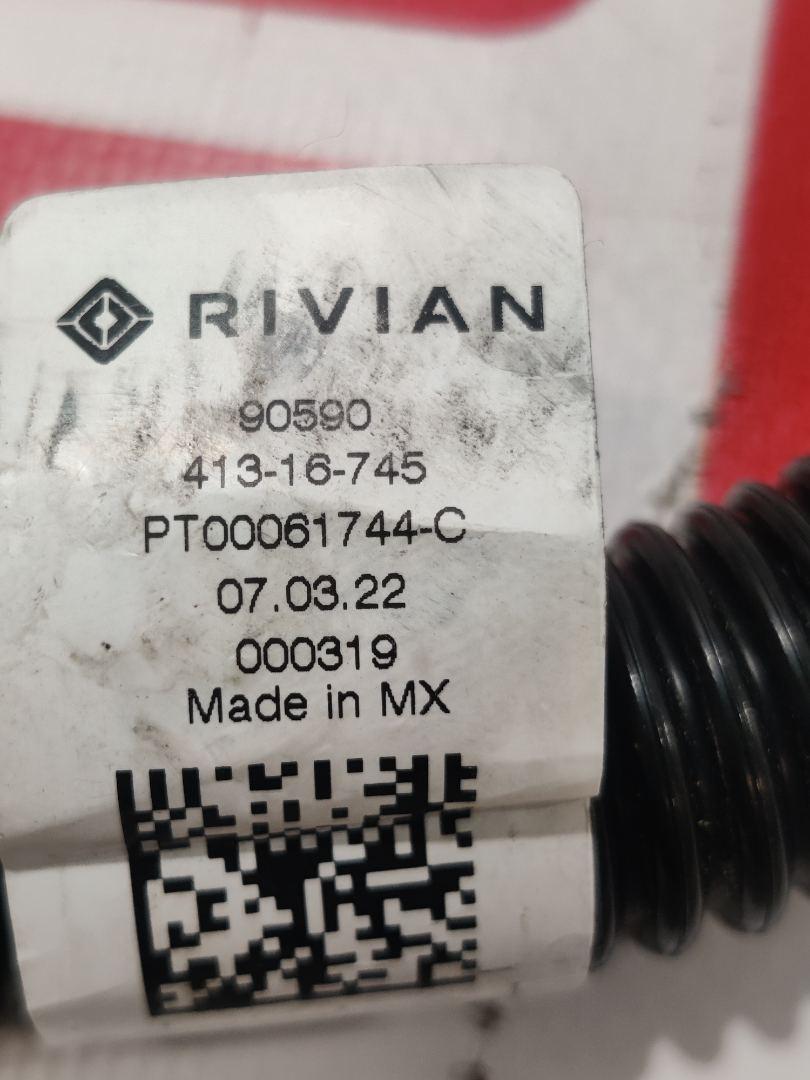 RIVIAN
90590
413-16-745
PT00061744-C
07.03.22
000319
Made in MX